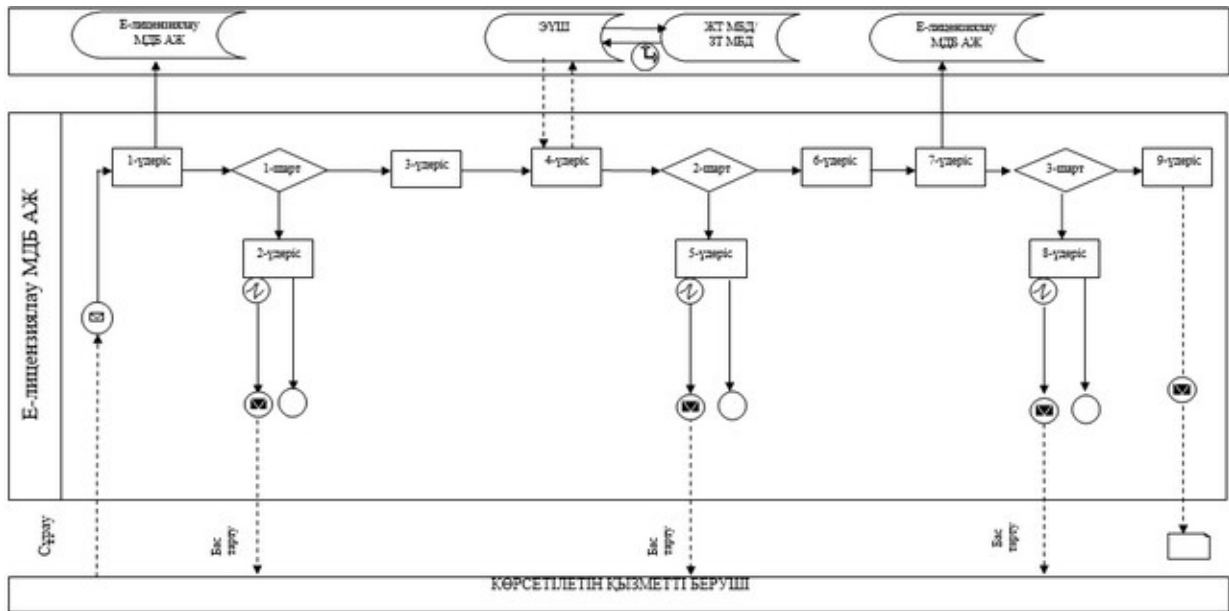 Е-лицензиялау
МДБ АЖ
ЭҮШ
ЖТ МБД/
ЗТ МБД
Е-лицензиялау
МДБ АЖ
Е-лицензиялау МДБ АЖ
1-үдеріс
1-шарт
3-үдеріс
4-үдеріс
2-шарт
6-үдеріс
7-үдеріс
3-шарт
9-үдеріс
2-үдеріс
5-үдеріс
8-үдеріс
Сұрау
Бас
тарту
Бас
тарту
Бас
тарту
КӨРСЕТІЛЕТІН ҚЫЗМЕТТІ БЕРУШІ